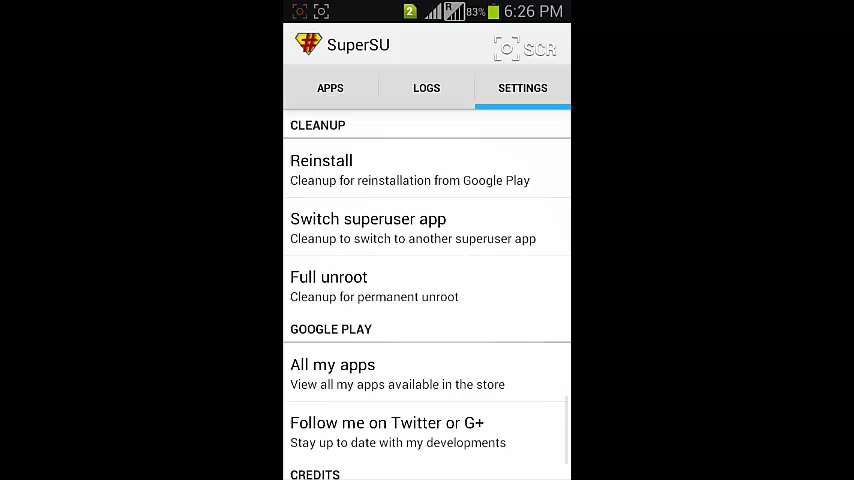 2 R 83% 6:26 PM
SuperSU
SCR
APPS LOGS SETTINGS
CLEANUP
Reinstall
Cleanup for reinstallation from Google Play
Switch superuser app
Cleanup to switch to another superuser app
Full unroot
Cleanup for permanent unroot
GOOGLE PLAY
All my apps
View all my apps available in the store
Follow me on Twitter or G+
Stay up to date with my developments
CREDITS